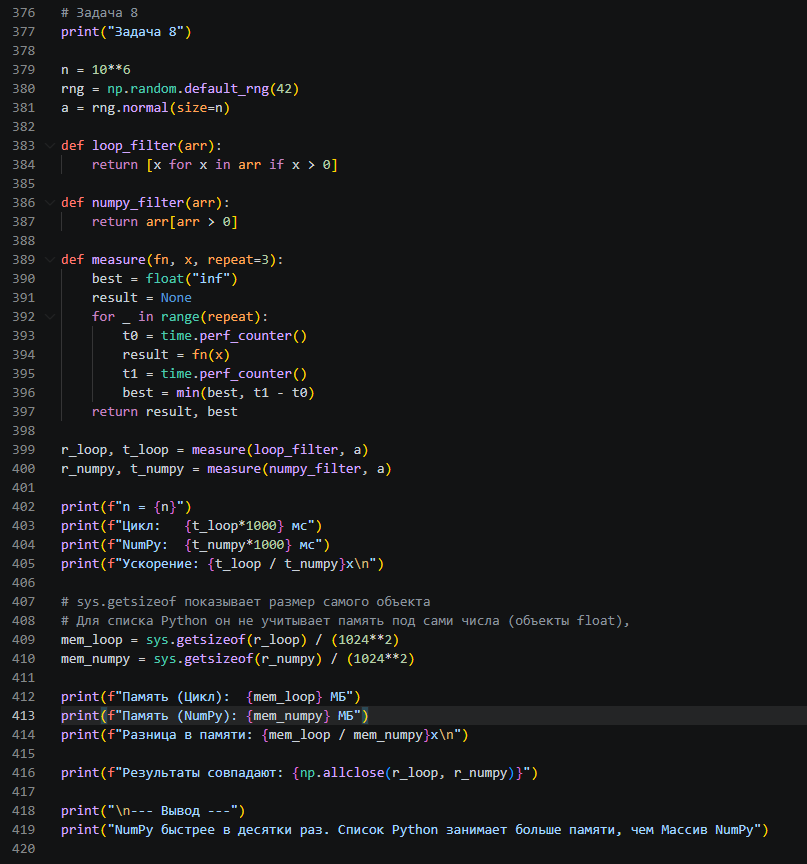 376 # Задача 8
377 print("Задача 8")
378
379 n = 10**6
380 rng = np.random.default_rng(42)
381 a = rng.normal(size=n)
382
383 def loop_filter(arr):
384     return [x for x in arr if x > 0]
385
386 def numpy_filter(arr):
387     return arr[arr > 0]
388
389 def measure(fn, x, repeat=3):
390     best = float("inf")
391     result = None
392     for _ in range(repeat):
393         t0 = time.perf_counter()
394         result = fn(x)
395         t1 = time.perf_counter()
396         best = min(best, t1 - t0)
397     return result, best
398
399 r_loop, t_loop = measure(loop_filter, a)
400 r_numpy, t_numpy = measure(numpy_filter, a)
401
402 print(f"n = {n}")
403 print(f"Цикл:   {t_loop*1000} мс")
404 print(f"NumPy:  {t_numpy*1000} мс")
405 print(f"Ускорение: {t_loop / t_numpy}x\n")
406
407 # sys.getsizeof показывает размер самого объекта
408 # Для списка Python он не учитывает память под сами числа (объекты float),
409 mem_loop = sys.getsizeof(r_loop) / (1024**2)
410 mem_numpy = sys.getsizeof(r_numpy) / (1024**2)
411
412 print(f"Память (Цикл):  {mem_loop} МБ")
413 print(f"Память (NumPy): {mem_numpy} МБ")
414 print(f"Разница в памяти: {mem_loop / mem_numpy}x\n")
415
416 print(f"Результаты совпадают: {np.allclose(r_loop, r_numpy)}")
417
418 print("\n--- Вывод ---")
419 print("NumPy быстрее в десятки раз. Список Python занимает больше памяти, чем Массив NumPy")
420